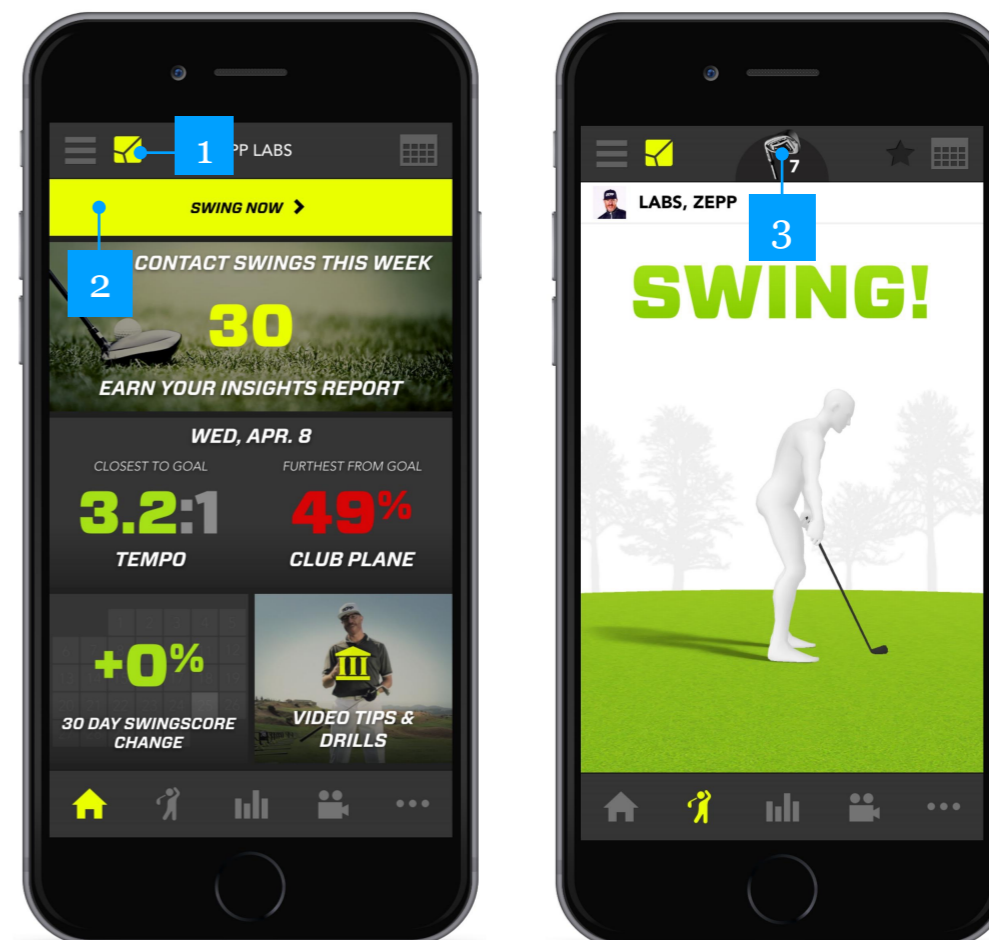 1
PP LABS
SWING NOW
2
CONTACT SWINGS THIS WEEK
30
EARN YOUR INSIGHTS REPORT
WED, APR. 8
CLOSEST TO GOAL
FURTHEST FROM GOAL
3.2:1
49%
TEMPO
CLUB PLANE
+0%
30 DAY SWINGSCORE
CHANGE
VIDEO TIPS &
DRILLS
7
LABS, ZEPP
3
SWING!